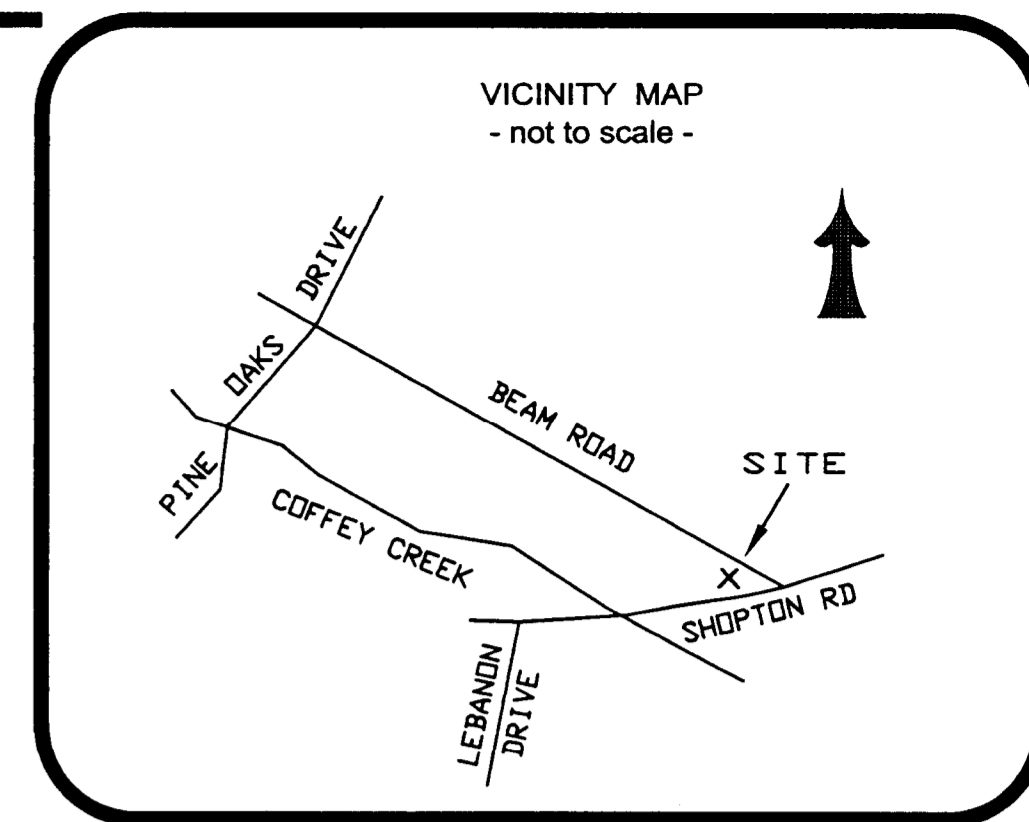 VICINITY MAP
- not to scale -
DRIVE
OAKS
PINE
BEAM ROAD
SITE
COFFEY CREEK
X
SHOPTON RD
LEBANON
DRIVE